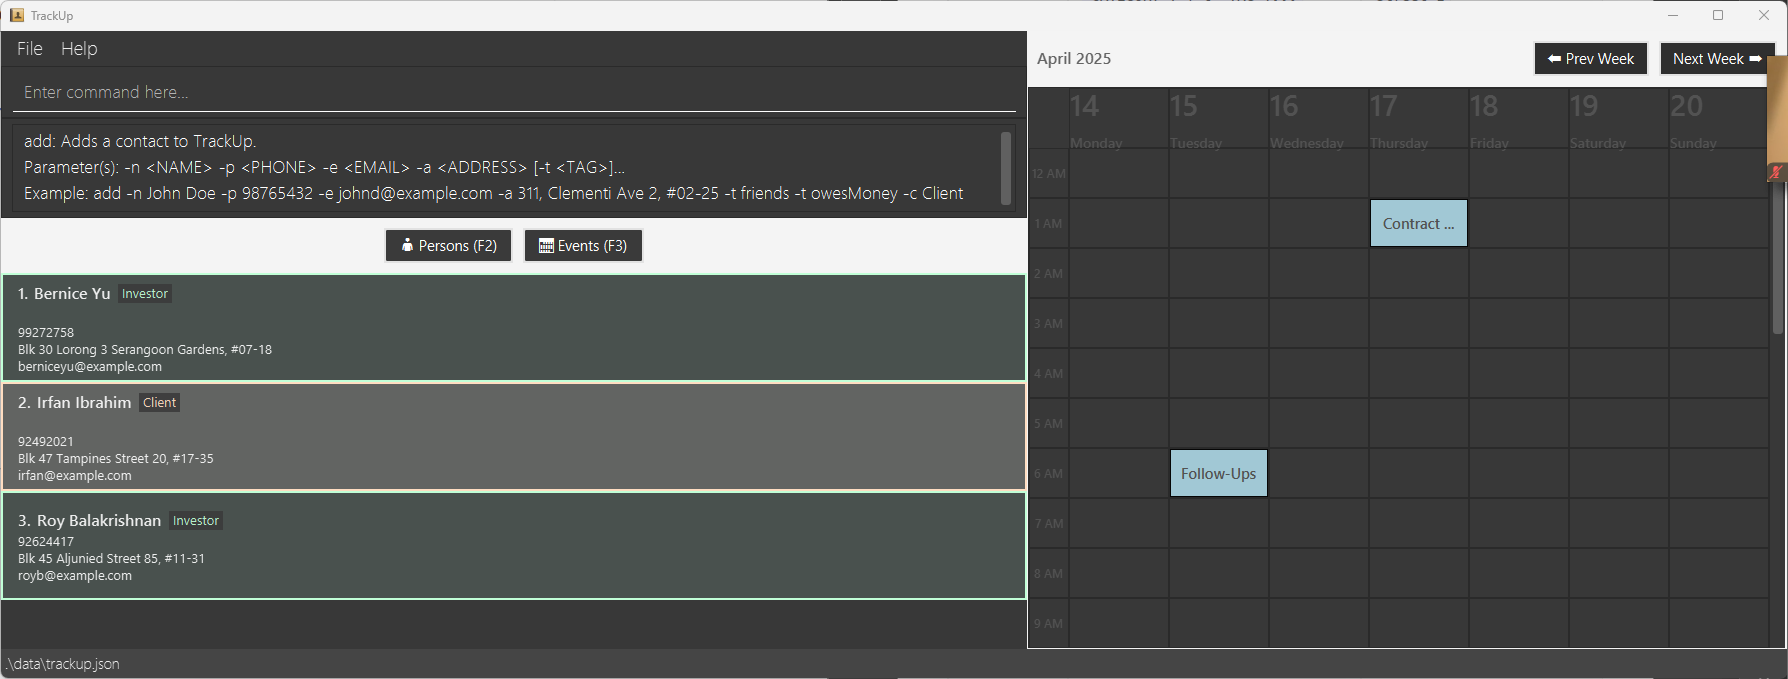 TrackUp
File Help
Enter command here...
add: Adds a contact to TrackUp.
Parameter(s): -n <NAME> -p <PHONE> -e <EMAIL> -a <ADDRESS> [-t <TAG>]...
Example: add -n John Doe -p 98765432 -e johnd@example.com -a 311, Clementi Ave 2, #02-25 -t friends -t owesMoney -c Client
Persons (F2) Events (F3)
1. Bernice Yu Investor
99272758
Blk 30 Lorong 3 Serangoon Gardens, #07-18
berniceyu@example.com
2. Irfan Ibrahim Client
92492021
Blk 47 Tampines Street 20, #17-35
irfan@example.com
3. Roy Balakrishnan Investor
92624417
Blk 45 Aljunied Street 85, #11-31
royb@example.com
.\data\trackup.json
April 2025 Prev Week Next Week
14 15 16 17 18 19 20
Monday Tuesday Wednesday Thursday Friday Saturday Sunday
12 AM
1 AM Contract ...
2 AM
3 AM
4 AM
5 AM
6 AM Follow-Ups
7 AM
8 AM
9 AM